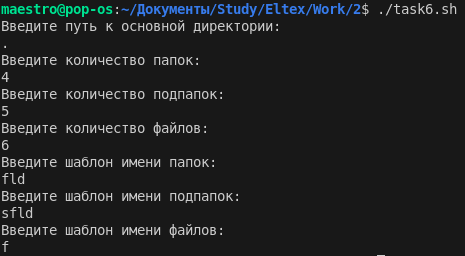 maestro@pop-os:~/Документы/Study/Eltex/Work/2$ ./task6.sh
Введите путь к основной директории:
.
Введите количество папок:
4
Введите количество подпапок:
5
Введите количество файлов:
6
Введите шаблон имени папок:
fld
Введите шаблон имени подпапок:
sfld
Введите шаблон имени файлов:
f